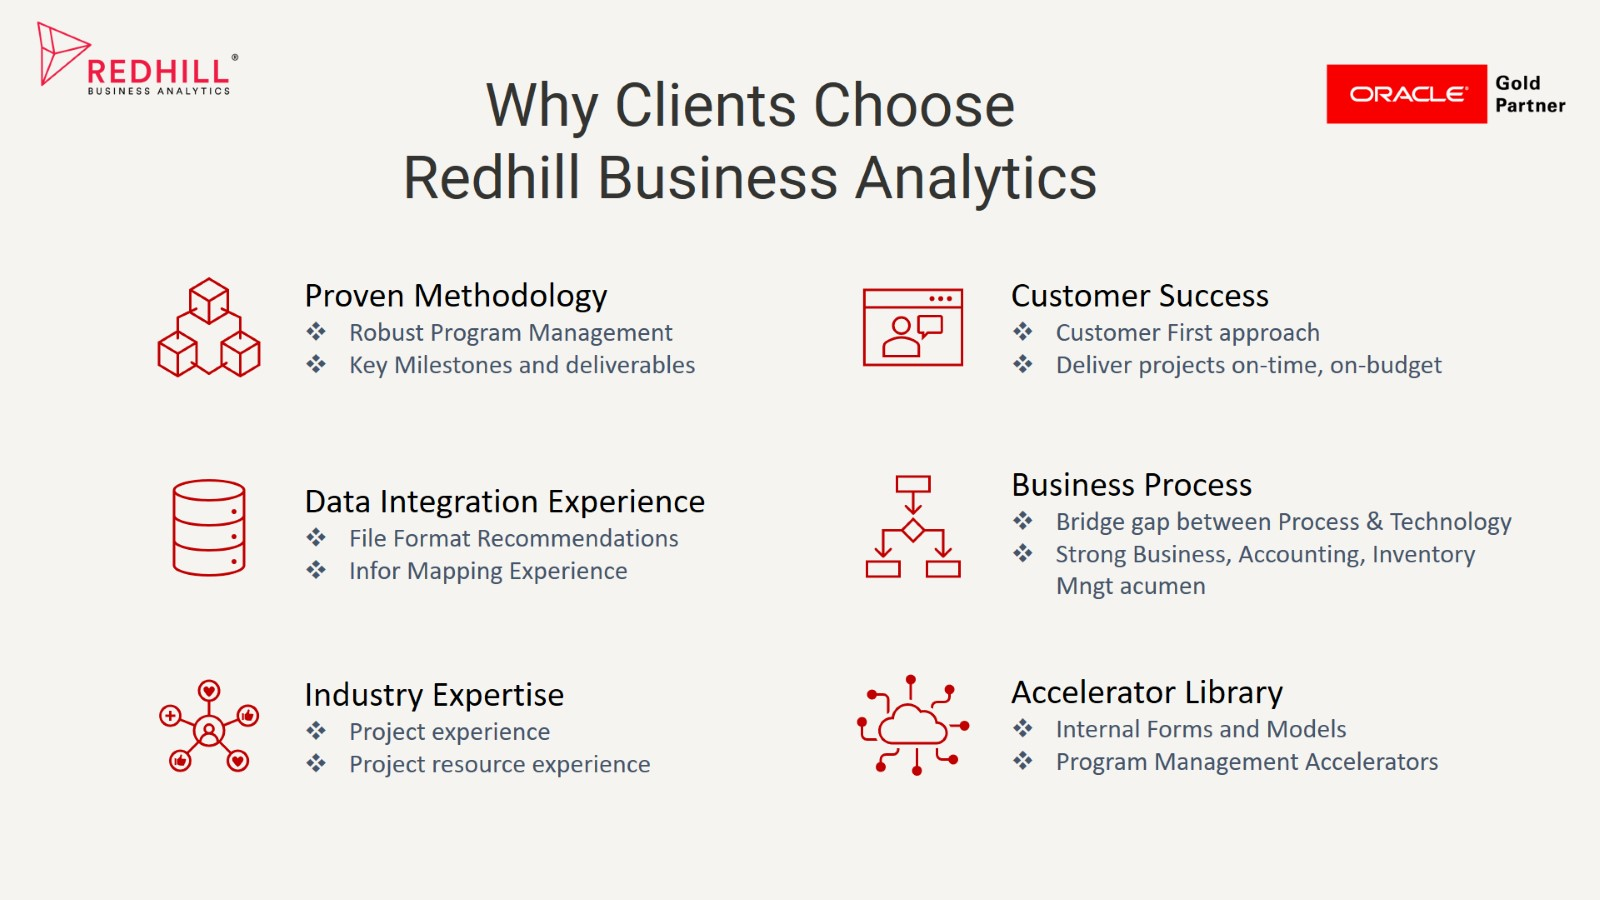 REDHILL®
BUSINESS ANALYTICS
Why Clients Choose
Redhill Business Analytics
ORACLE®
Gold
Partner
Proven Methodology
❖ Robust Program Management
❖ Key Milestones and deliverables
Customer Success
❖ Customer First approach
❖ Deliver projects on-time, on-budget
Data Integration Experience
❖ File Format Recommendations
❖ Infor Mapping Experience
Business Process
❖ Bridge gap between Process & Technology
❖ Strong Business, Accounting, Inventory
Mngt acumen
Industry Expertise
❖ Project experience
❖ Project resource experience
Accelerator Library
❖ Internal Forms and Models
❖ Program Management Accelerators